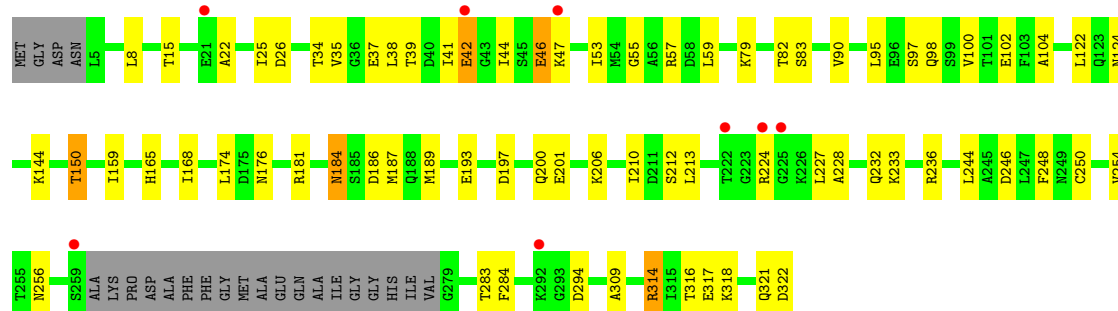 MET GLY ASP ASN L5 L8 T15 E21 A22 I25 D26 T34 V35 G36 E37 L38 T39 D40 I41 E42 G43 I44 S45 E46 K47 I53 M54 G55 A56 R57 D58 L59 K79 T82 S83 V90 L95 E96 S97 Q98 S99 V100 T101 E102 F103 A104 L122 Q123
K144 T150 I159 H165 I168 L174 D175 N176 R181 N184 S185 D186 M187 Q188 M189 E193 D197 Q200 E201 K206 I210 D211 S212 L213 T222 G223 R224 G225 K226 L227 A228 Q232 K233 R236 L244 A245 D246 L247 F248 N249 C250
T255 N256 S259 ALA LYS PRO ASP ALA PHE PHE GLY MET ALA GLU GLN ALA ILE GLY GLY HIS ILE VAL G279 T283 F284 K292 G293 D294 A309 R314 I315 T316 E317 K318 Q321 D322